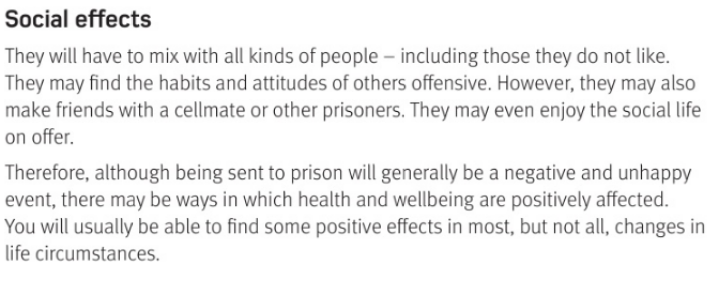 Social effects
They will have to mix with all kinds of people – including those they do not like.
They may find the habits and attitudes of others offensive. However, they may also
make friends with a cellmate or other prisoners. They may even enjoy the social life
on offer.
Therefore, although being sent to prison will generally be a negative and unhappy
event, there may be ways in which health and wellbeing are positively affected.
You will usually be able to find some positive effects in most, but not all, changes in
life circumstances.